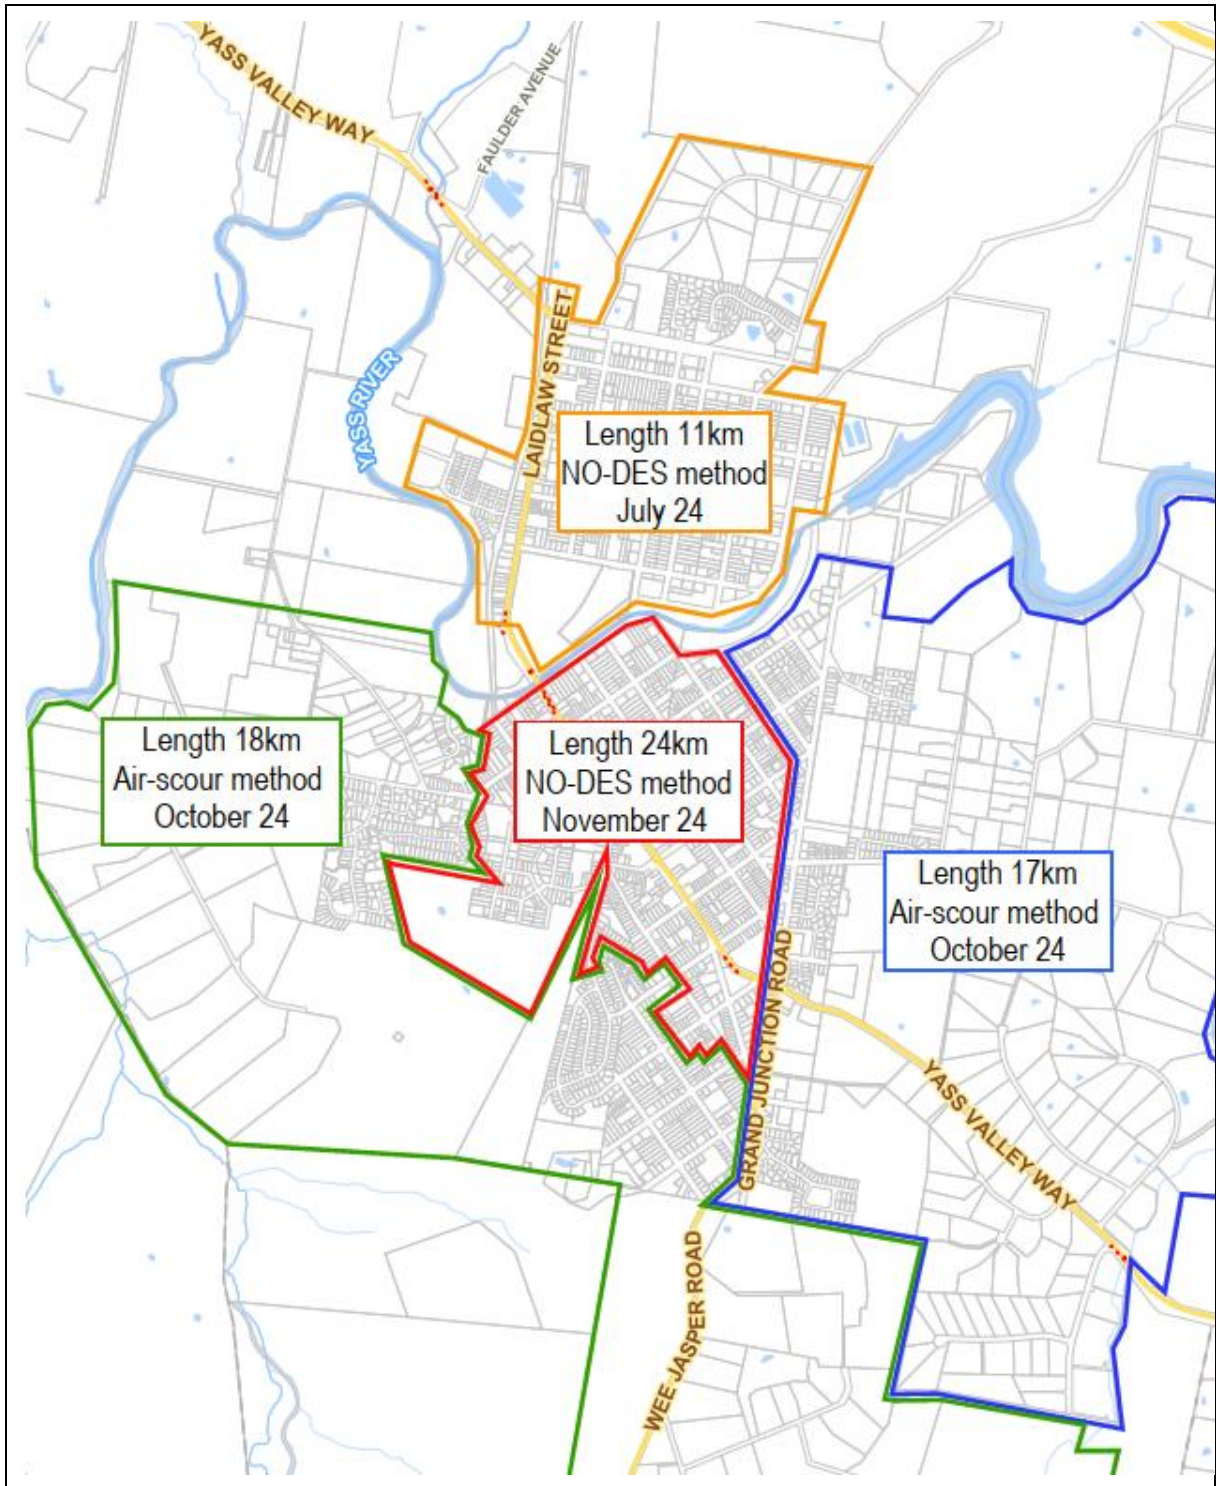 YASS VALLEY WAY
FAULDER AVENUE
LAIDLAW STREET
YASS RIVER
Length 11km
NO-DES method
July 24
Length 18km
Air-scour method
October 24
Length 24km
NO-DES method
November 24
Length 17km
Air-scour method
October 24
GRAND JUNCTION ROAD
YASS VALLEY WAY
WEE JASPER ROAD